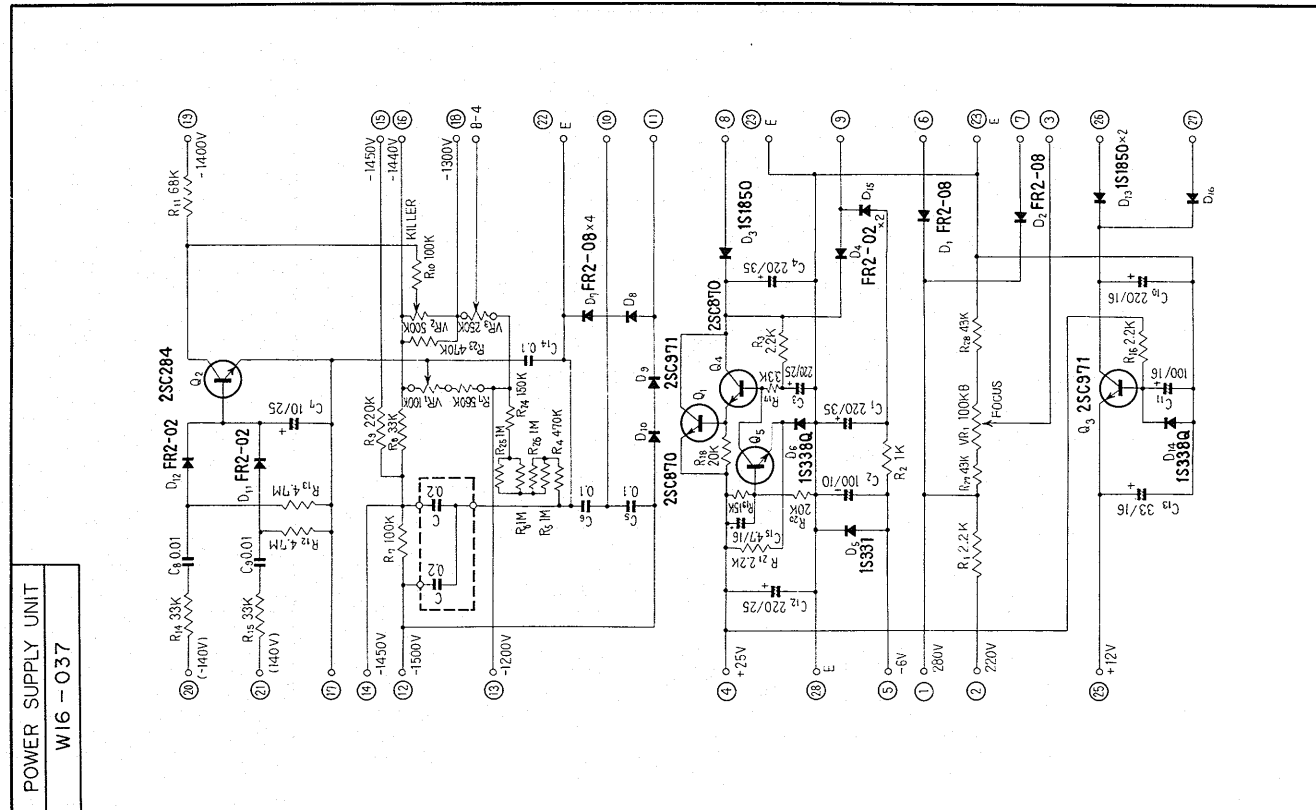 POWER SUPPLY UNIT
W16-037
19
-1400V
R11 68K
Q2
2SC284
D12 FR2-02
D11 FR2-02
C7 10/25
+
R13 4.7M
R12 4.7M
C8 0.01
C9 0.01
R14 33K
R15 33K
20
(-140V)
21
(140V)
17
15
-1450V
16
-1440V
18
-1300V
B-4
KILLER
R10 100K
VR2 500K
VR3 250K
R23 470K
R9 220K
R8 33K
VR1 100K
R24 150K
C14 0.1
R25 1M
R26 1M
R4 470K
R6 1M
R5 1M
R7 100K
0.2
C
0.2
C
14
-1450V
12
-1500V
13
-1200V
22
E
10
11
D7 FR2-08×4
D8
D9
D10
C6
0.1
C5
0.1
8
23
E
9
D3 1S1850
C4 220/35
+
D4
D15
FR2-02
×2
2SC870
Q4
2SC971
Q1
2SC870
R18
20K
R3
2.2K
R17
33K
C3
220/25
+
Q5
D6
1S338Q
C1 220/35
+
C2 100/10
R2 1K
R19 15K
20K
R20
C15 47/16
R21 2.2K
D5
1S331
C12 220/25
+
4
+25V
28
E
5
-6V
6
23
E
7
3
D1 FR2-08
D2 FR2-08
R28 43K
VR1 100KB
FOCUS
R1 2.2K
1
280V
2
220V
26
27
D13 1S1850×2
D16
C10 220/16
+
R16 2.2K
C11
100/16
+
2SC971
Q3
D14
1S338Q
C13 33/16
+
25
+12V